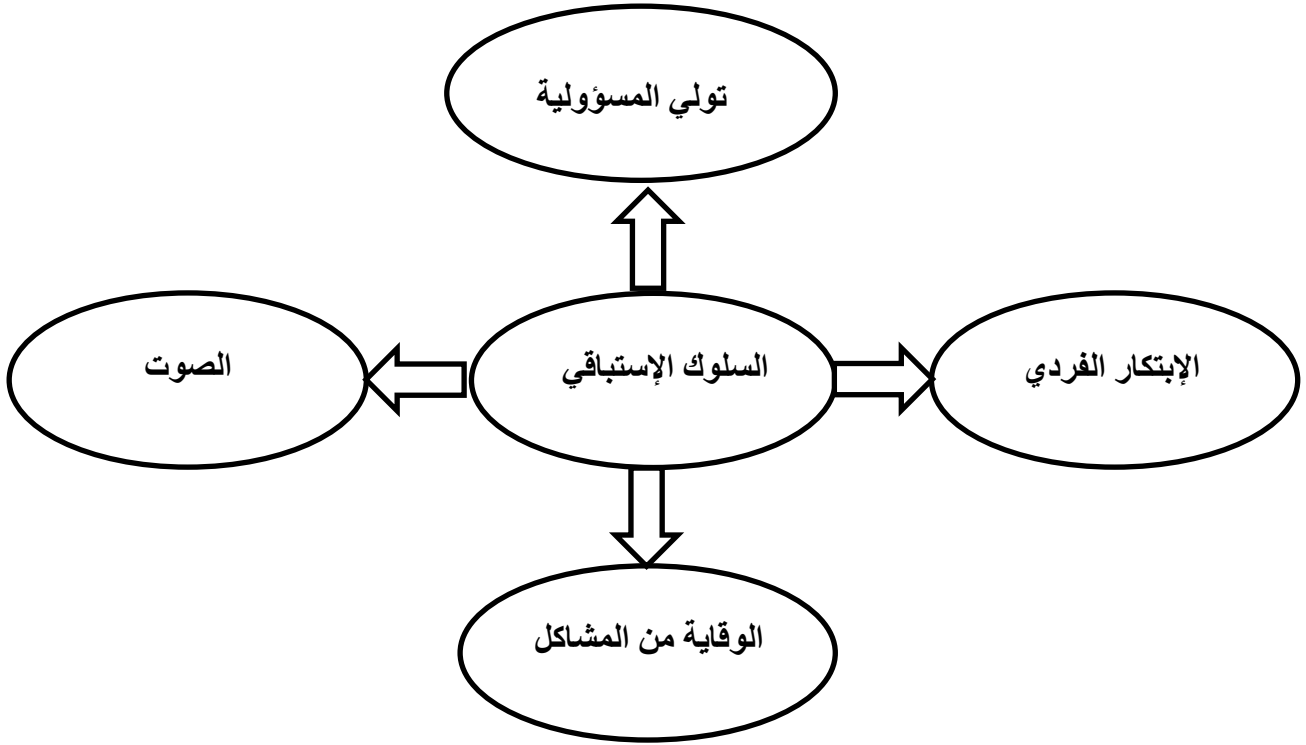 تولي المسؤولية
الإبتكار الفردي
السلوك الإستباقي
الصوت
الوقاية من المشاكل